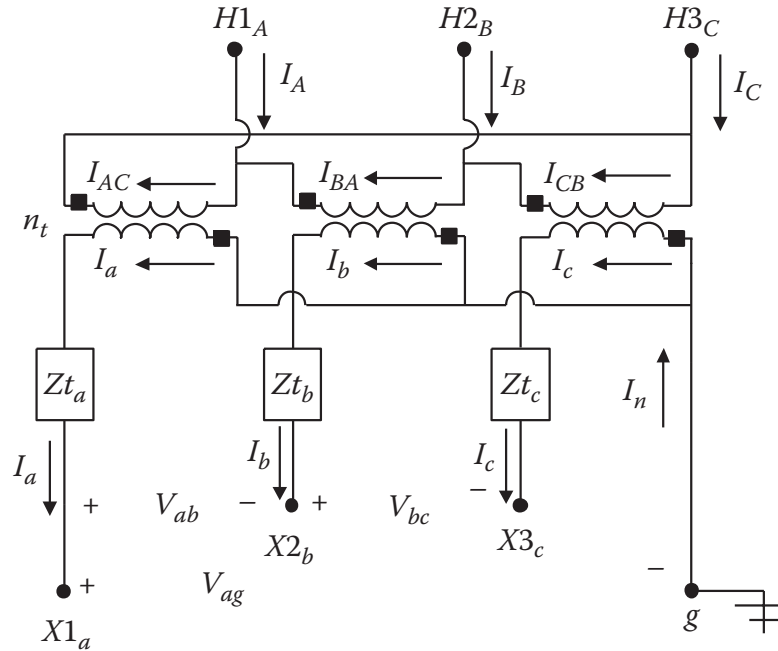 H1_A H2_B H3_C
I_A I_B I_C
I_AC I_BA I_CB
n_t
I_a I_b I_c
Zt_a Zt_b Zt_c
I_n
I_a I_b I_c
+ V_ab − + V_bc −
X2_b X3_c
+ V_ag −
X1_a g